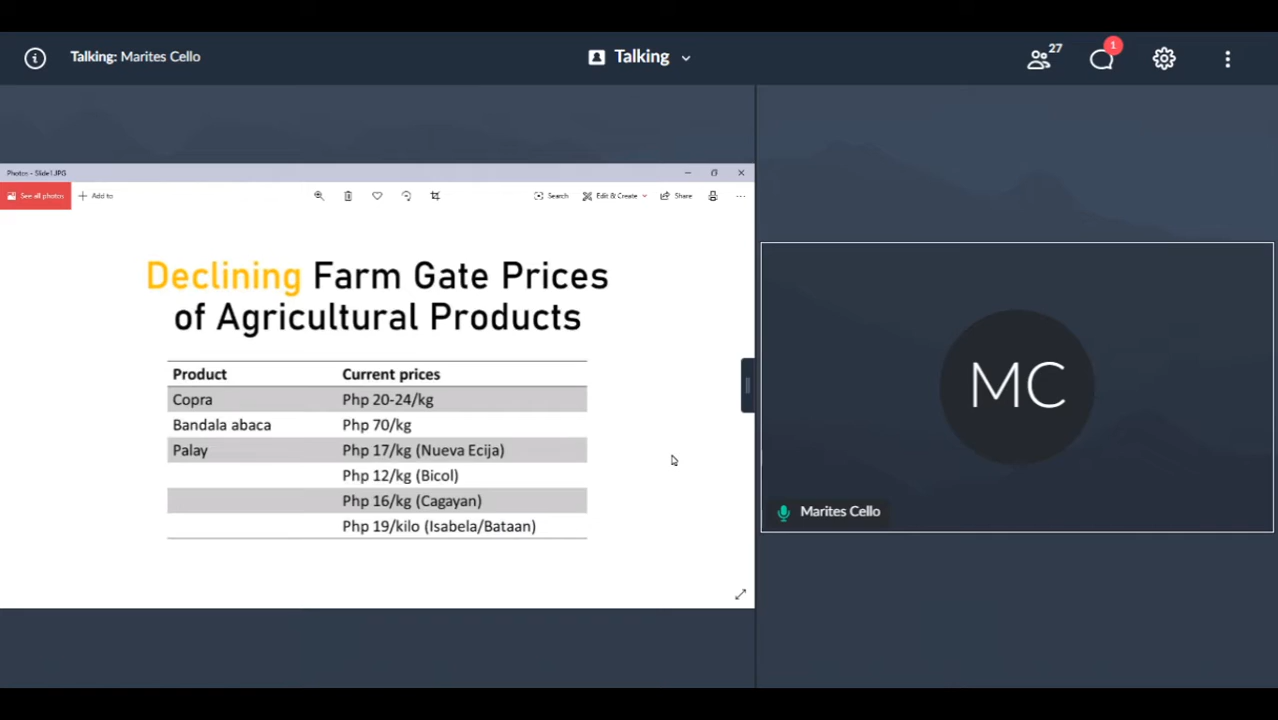 Talking: Marites Cello
Talking
27
1
Photos - Slide1.JPG
See all photos
Add to
Search
Edit & Create
Share
Declining Farm Gate Prices
of Agricultural Products
Product Current prices
Copra Php 20-24/kg
Bandala abaca Php 70/kg
Palay Php 17/kg (Nueva Ecija)
Php 12/kg (Bicol)
Php 16/kg (Cagayan)
Php 19/kilo (Isabela/Bataan)
MC
Marites Cello